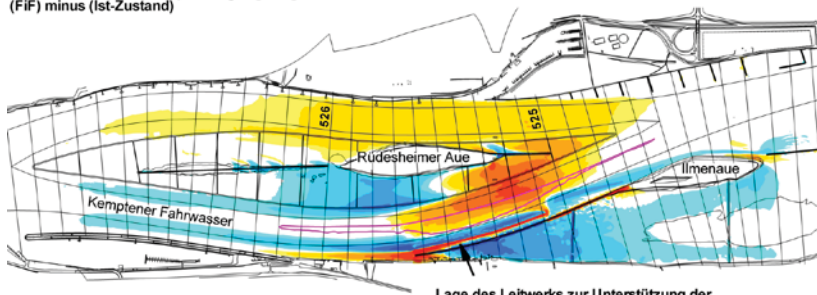 (FiF) minus (Ist-Zustand)
526
525
Rüdesheimer Aue
Ilmenaue
Kemptener Fahrwasser
Lage des Leitwerks zur Unterstützung der